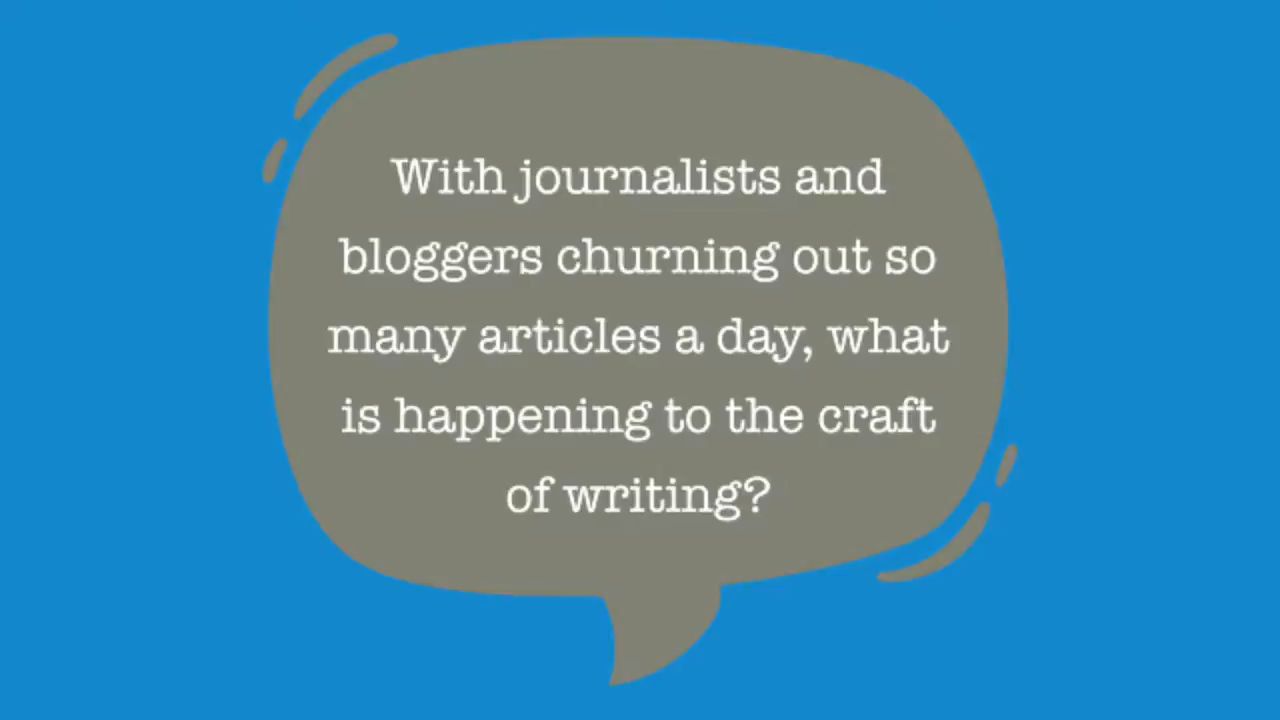 With journalists and
bloggers churning out so
many articles a day, what
is happening to the craft
of writing?